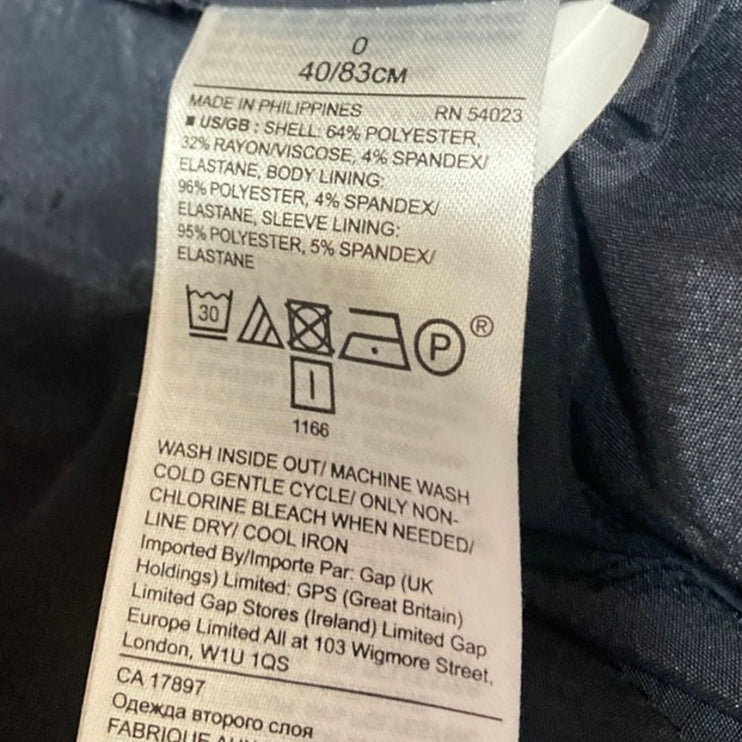 0
40/83CM
MADE IN PHILIPPINES RN 54023
■ US/GB : SHELL: 64% POLYESTER,
32% RAYON/VISCOSE, 4% SPANDEX/
ELASTANE, BODY LINING:
96% POLYESTER, 4% SPANDEX/
ELASTANE, SLEEVE LINING:
95% POLYESTER, 5% SPANDEX/
ELASTANE
30 P ®
1166
WASH INSIDE OUT/ MACHINE WASH
COLD GENTLE CYCLE/ ONLY NON-
CHLORINE BLEACH WHEN NEEDED/
LINE DRY/ COOL IRON
Imported By/Importe Par: Gap (UK
Holdings) Limited: GPS (Great Britain)
Limited Gap Stores (Ireland) Limited Gap
Europe Limited All at 103 Wigmore Street,
London, W1U 1QS
CA 17897
Одежда второго слоя